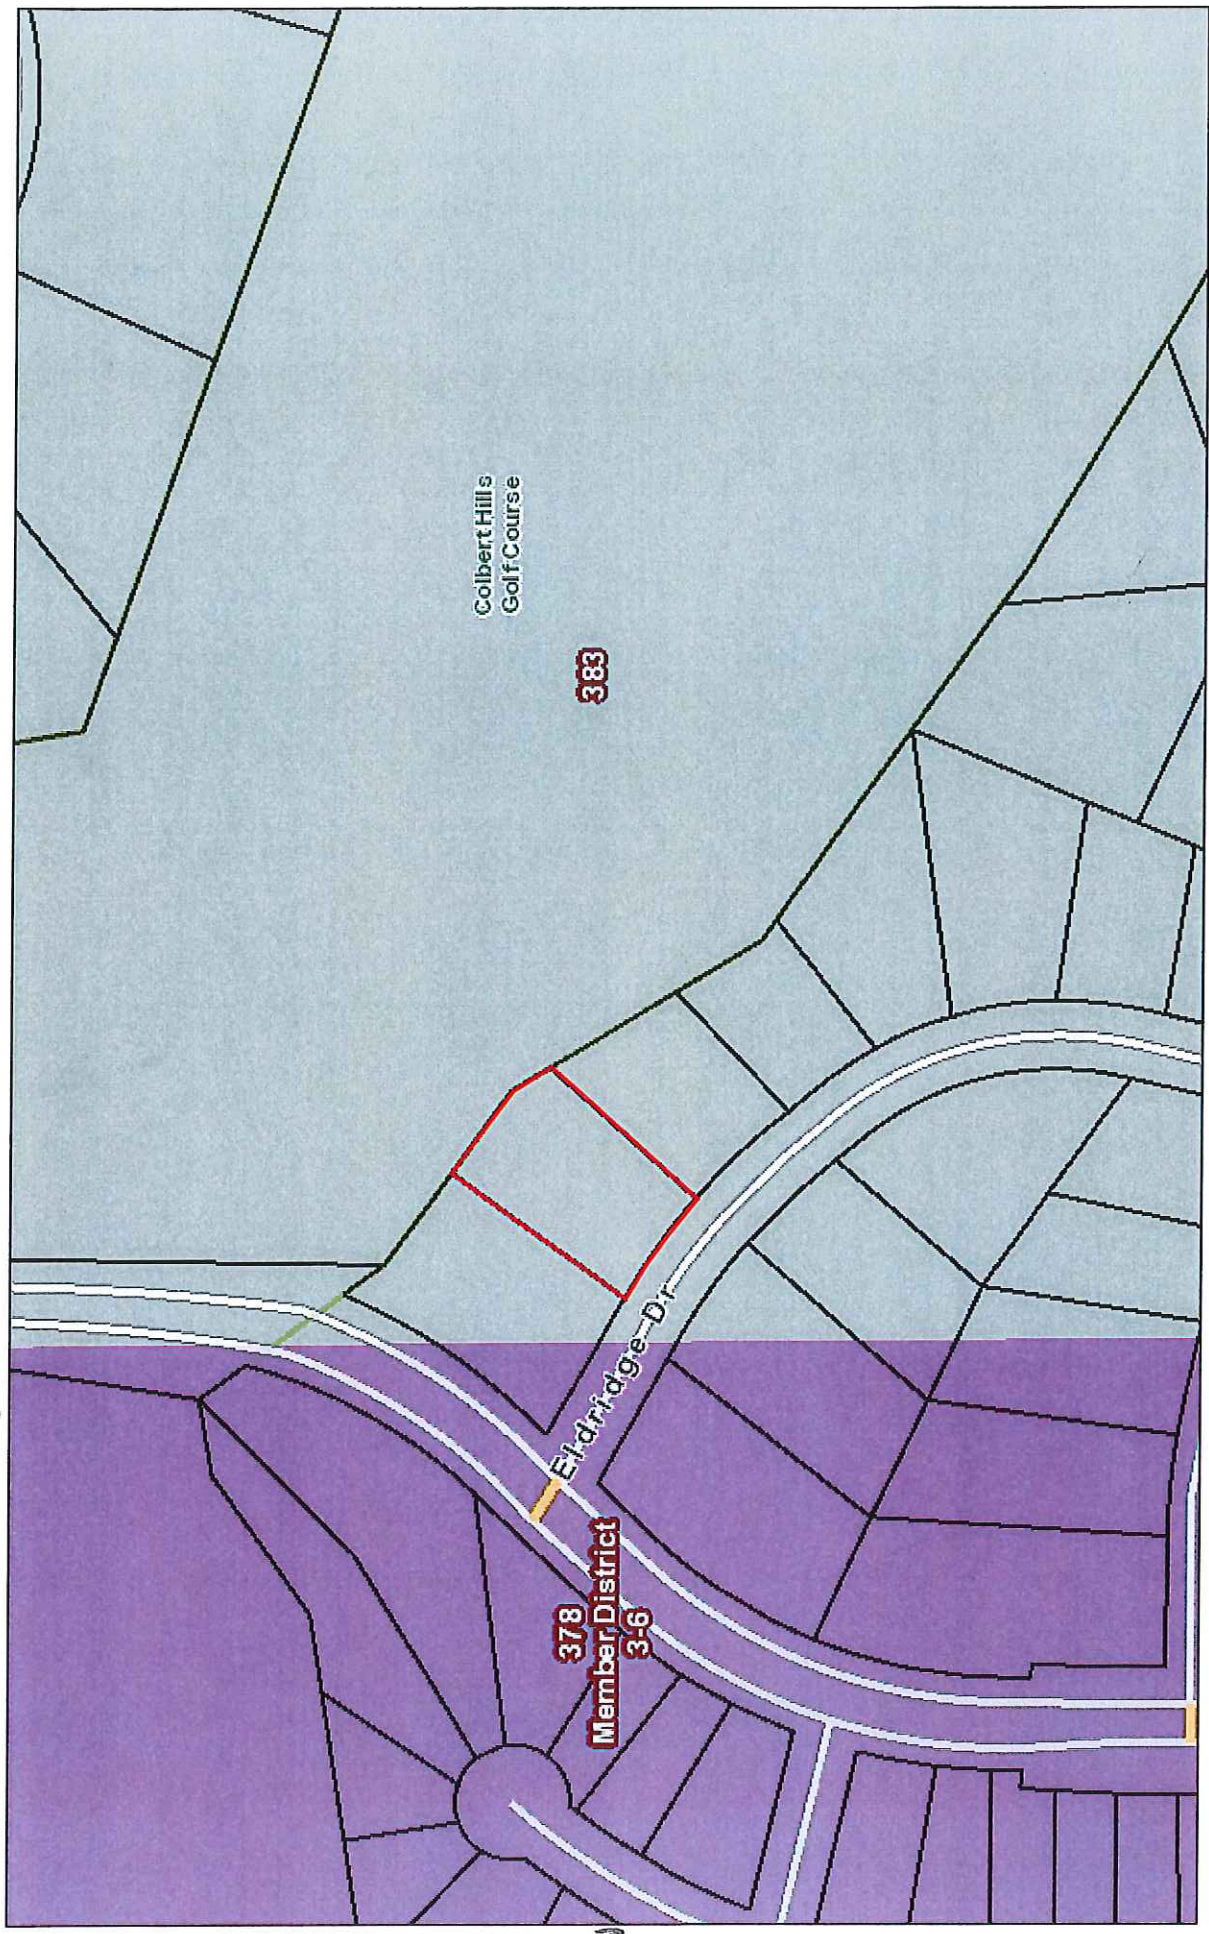 Colbert Hills
Golf Course
383
Eldridge Dr
378
Member District
3-6